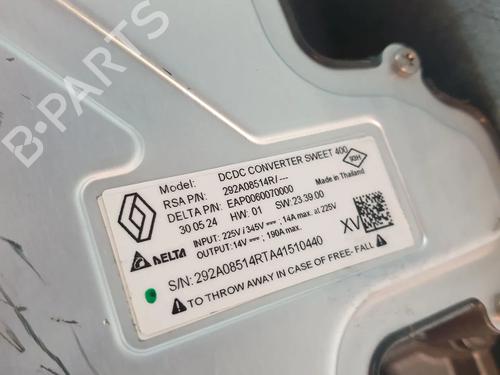 B-PARTS
Model: DCDC CONVERTER SWEET 400
RSA P/N: 292A08514R/---
DELTA P/N: EAP0060070000
30 05 24 HW: 01 SW:23.39.00
INPUT: 225V / 345V ⎓ ; 14A max. at 225V
OUTPUT: 14V ⎓ ; 190A max.
93H
Made in Thailand
XV
DELTA
S/N: 292A08514RTA41510440
TO THROW AWAY IN CASE OF FREE- FALL